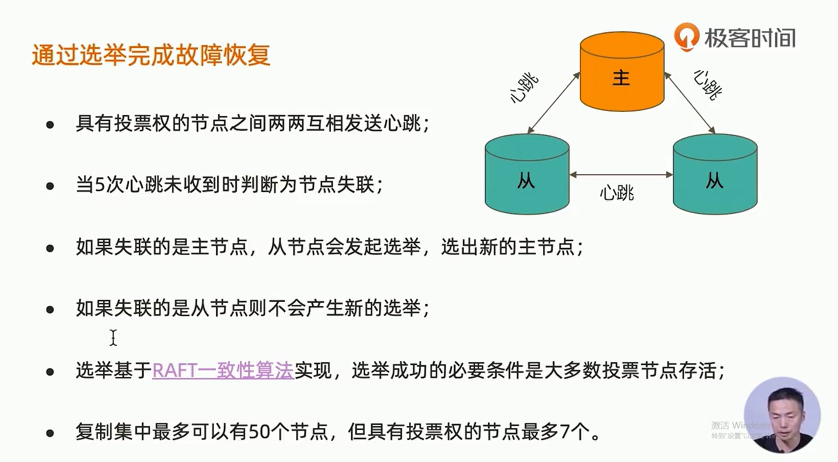 极客时间
通过选举完成故障恢复
主
心跳
心跳
从
从
心跳
具有投票权的节点之间两两互相发送心跳；
当5次心跳未收到时判断为节点失联；
如果失联的是主节点，从节点会发起选举，选出新的主节点；
如果失联的是从节点则不会产生新的选举；
选举基于RAFT一致性算法实现，选举成功的必要条件是大多数投票节点存活；
复制集中最多可以有50个节点，但具有投票权的节点最多7个。
激活 Window
转到"设置"